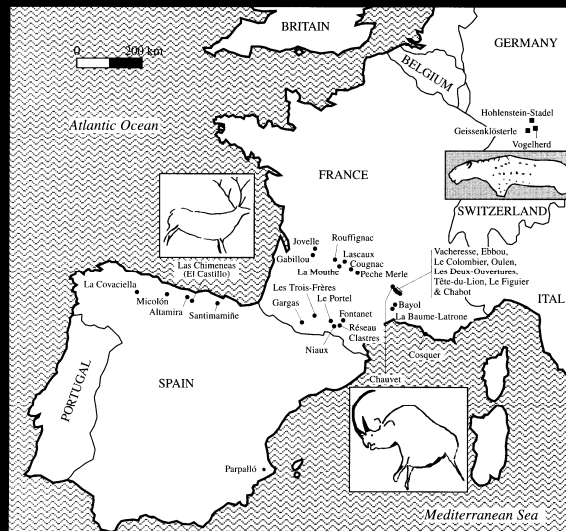 BRITAIN
0 200 km
GERMANY
BELGIUM
Atlantic Ocean
Hohlenstein-Stadel
Geissenklösterle
Vogelherd
FRANCE
SWITZERLAND
Jovelle
Rouffignac
Gabillou
Lascaux
La Mouthe
Cougnac
Peche Merle
Vacheresse, Ebbou,
Le Colombier, Oulen,
Les Deux-Ouvertures,
Tête-du-Lion, Le Figuier
& Chabot
Las Chimeneas
(El Castillo)
La Covaciella
Micolón
Altamira
Santimamiñe
Les Trois-Frères
Le Portel
Gargas
Fontanet
Réseau
Clastres
Niaux
Bayol
La Baume-Latrone
ITAL
Cosquer
Chauvet
PORTUGAL
SPAIN
Parpalló
Mediterranean Sea